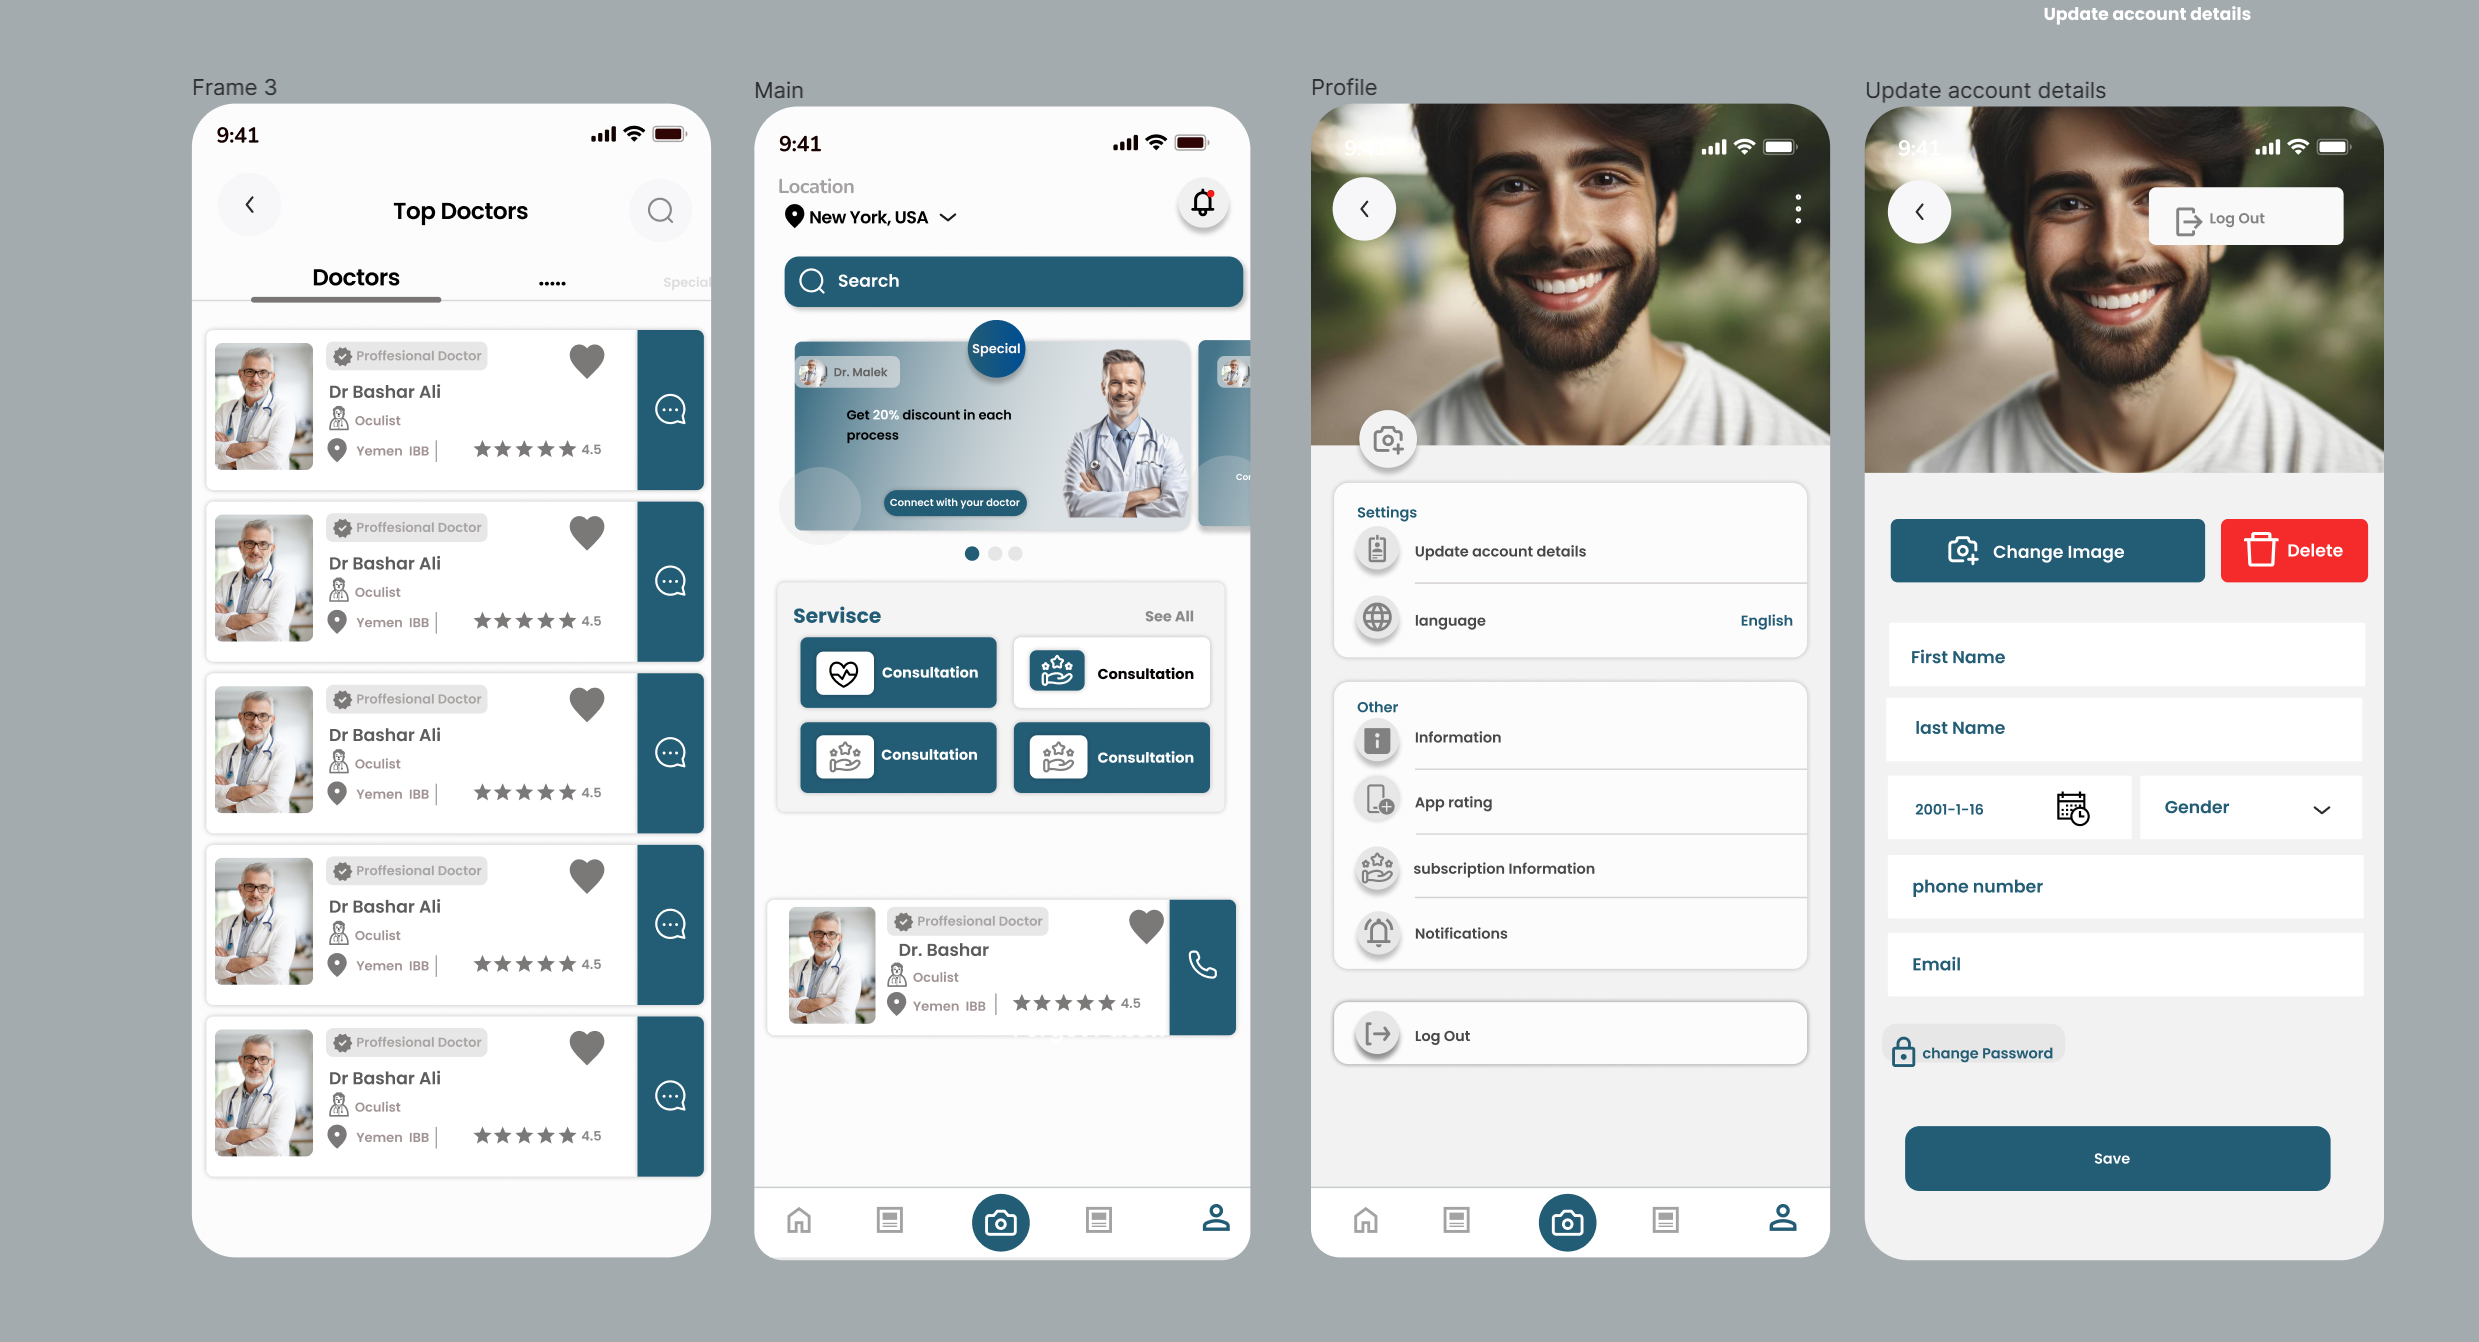 Update account details
Frame 3
9:41
Top Doctors
Doctors
.....
Special
Proffesional Doctor
Dr Bashar Ali
Oculist
Yemen IBB
4.5
Proffesional Doctor
Dr Bashar Ali
Oculist
Yemen IBB
4.5
Proffesional Doctor
Dr Bashar Ali
Oculist
Yemen IBB
4.5
Proffesional Doctor
Dr Bashar Ali
Oculist
Yemen IBB
4.5
Proffesional Doctor
Dr Bashar Ali
Oculist
Yemen IBB
4.5
Main
9:41
Location
New York, USA
Search
Special
Dr. Malek
Get 20% discount in each
process
Connect with your doctor
Servisce
See All
Consultation
Consultation
Consultation
Consultation
Proffesional Doctor
Dr. Bashar
Oculist
Yemen IBB
4.5
Profile
Settings
Update account details
language
English
Other
Information
App rating
subscription Information
Notifications
Log Out
Update account details
9:41
Log Out
Change Image
Delete
First Name
last Name
2001-1-16
Gender
phone number
Email
change Password
Save